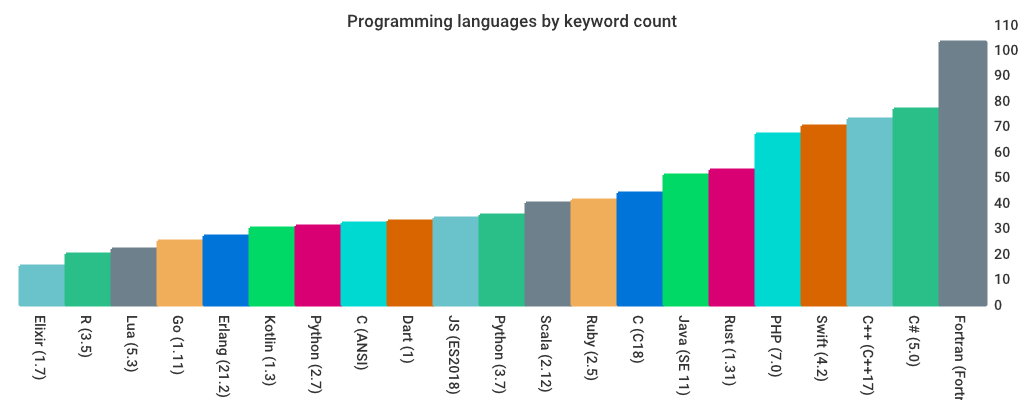 Programming languages by keyword count
110
100
90
80
70
60
50
40
30
20
10
0
Elixir (1.7)
R (3.5)
Lua (5.3)
Go (1.11)
Erlang (21.2)
Kotlin (1.3)
Python (2.7)
C (ANSI)
Dart (1)
JS (ES2018)
Python (3.7)
Scala (2.12)
Ruby (2.5)
C (C18)
Java (SE 11)
Rust (1.31)
PHP (7.0)
Swift (4.2)
C++ (C++17)
C# (5.0)
Fortran (Fortr